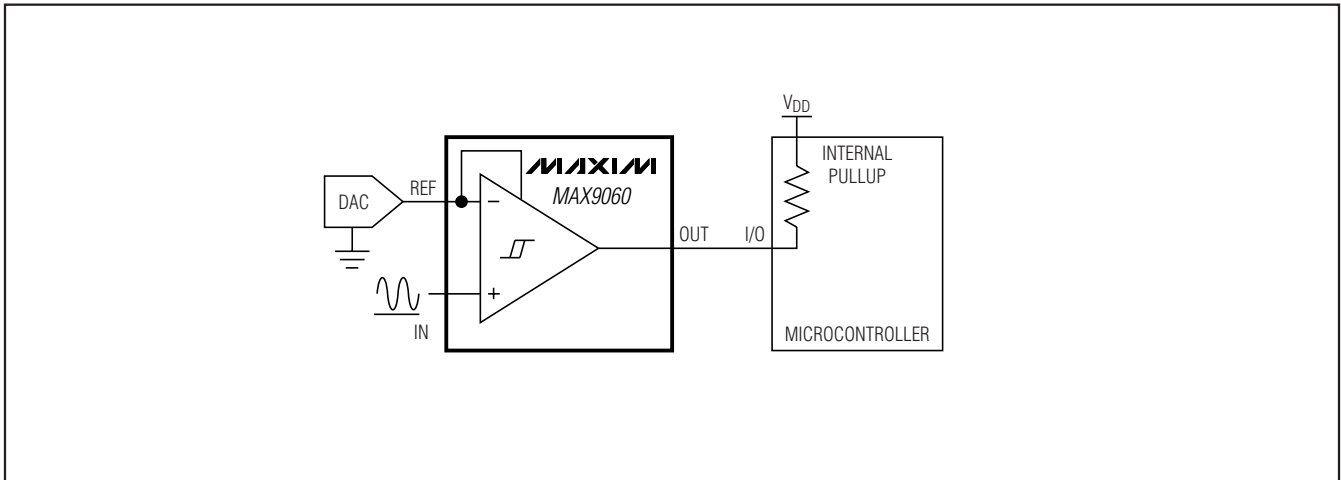 VDD
INTERNAL
PULLUP
MAXIM
MAX9060
DAC
REF
−
OUT
I/O
+
IN
MICROCONTROLLER